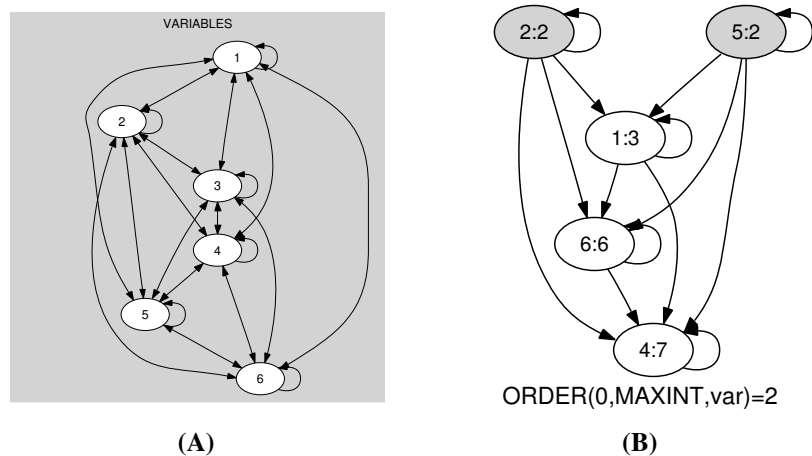 VARIABLES
1
2
3
4
5
6
(A)
2:2
5:2
1:3
6:6
4:7
ORDER(0,MAXINT,var)=2
(B)